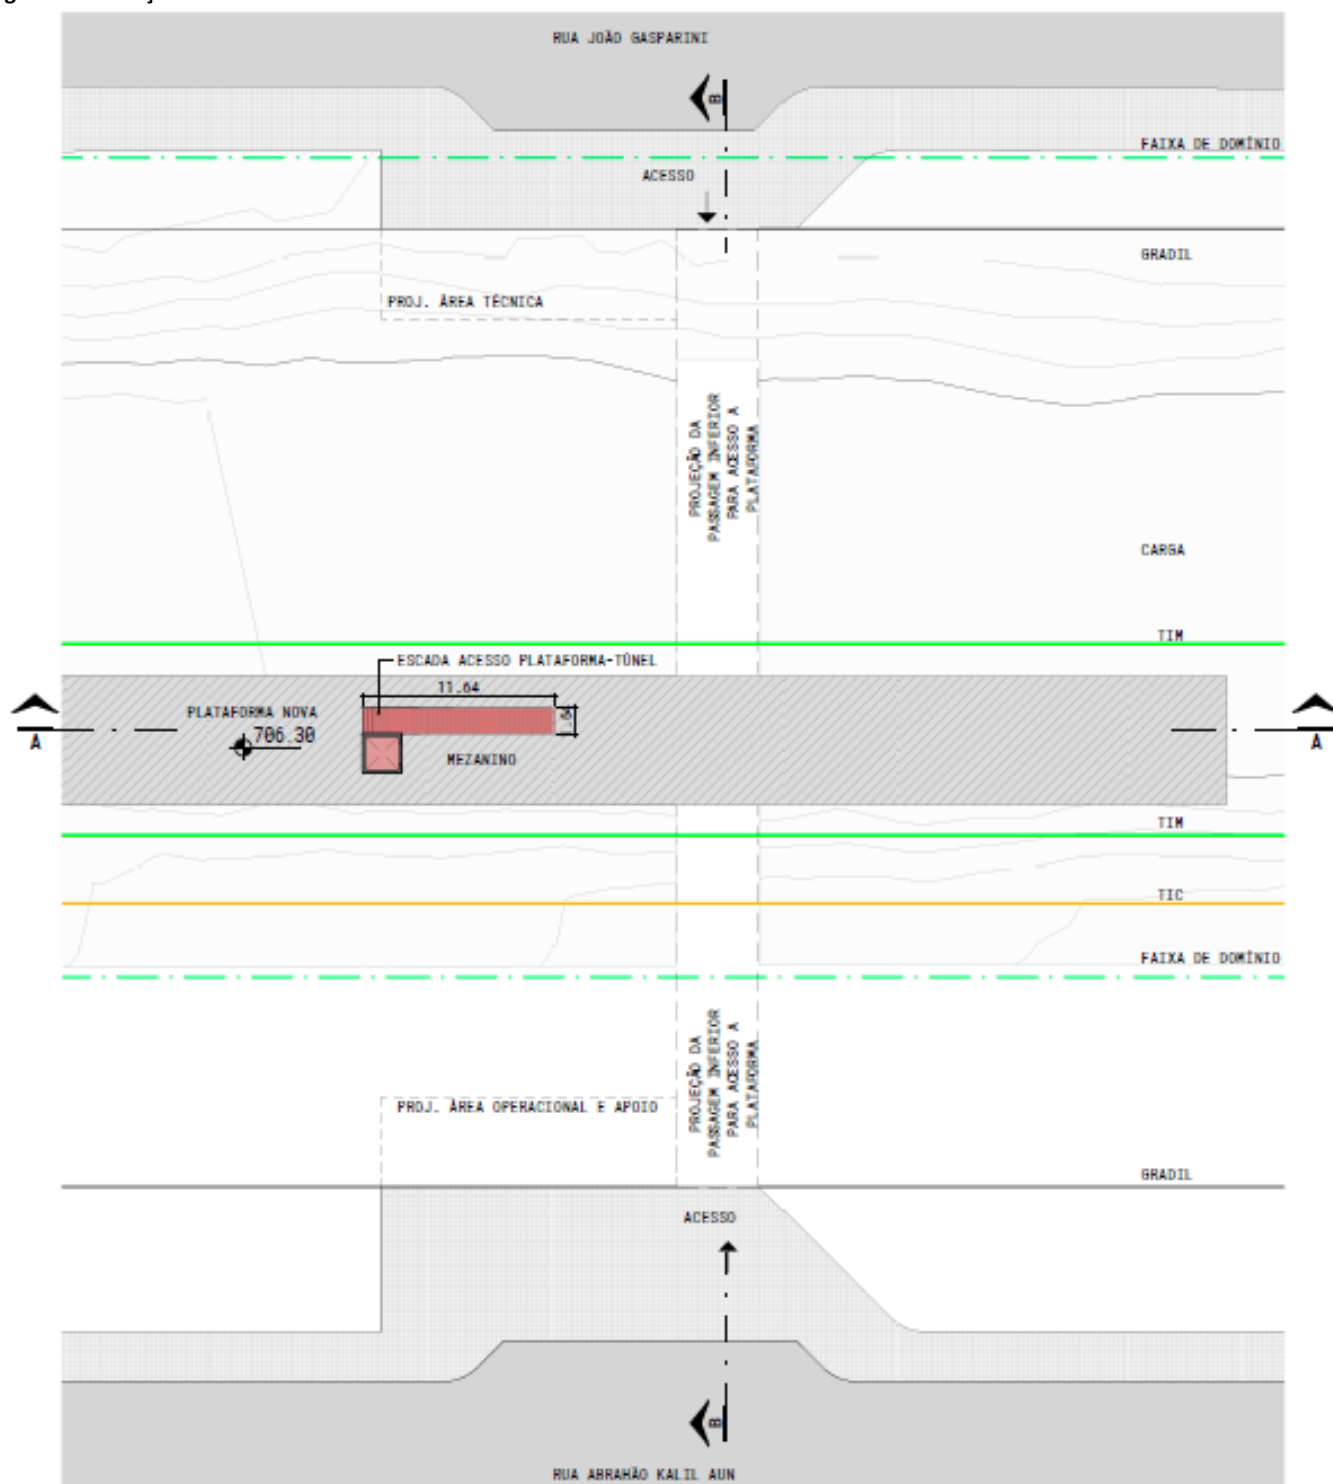 RUA JOÃO GASPARINI
B
FAIXA DE DOMÍNIO
ACESSO
GRADIL
PROJ. ÁREA TÉCNICA
PROJEÇÃO DA
PASSAGEM INFERIOR
PARA ACESSO A
PLATAFORMA
CARGA
TIM
ESCADA ACESSO PLATAFORMA-TÚNEL
11.64
PLATAFORMA NOVA
706.30
MEZANINO
A
A
TIM
TIC
FAIXA DE DOMÍNIO
PROJEÇÃO DA
PASSAGEM INFERIOR
PARA ACESSO A
PLATAFORMA
PROJ. ÁREA OPERACIONAL E APOIO
GRADIL
ACESSO
B
RUA ABRAHÃO KALIL AUN